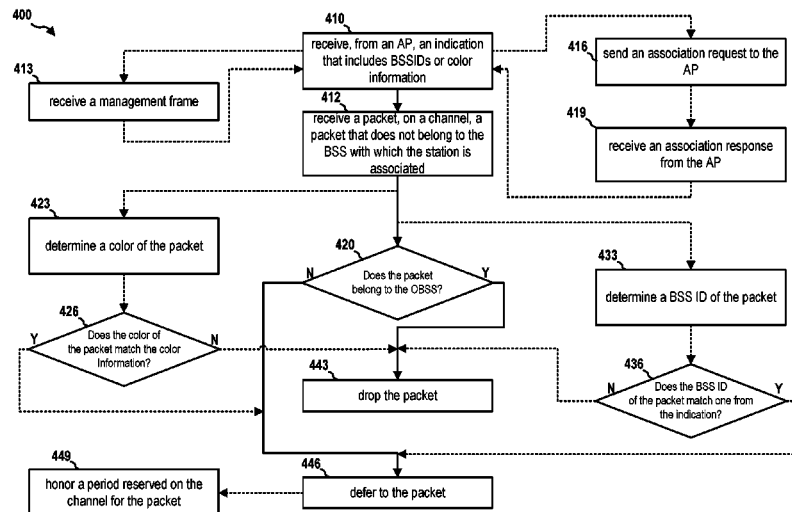 400
410
receive, from an AP, an indication
that includes BSSIDs or color
information
413
receive a management frame
416
send an association request to the
AP
412
receive a packet, on a channel, a
packet that does not belong to the
BSS with which the station is
associated
419
receive an association response
from the AP
423
determine a color of the packet
420
N
Does the packet
belong to the OBSS?
Y
433
determine a BSS ID of the packet
426
Y
Does the color of
the packet match the color
Information?
N
443
drop the packet
436
N
Does the BSS ID
of the packet match one from
the indication?
Y
449
honor a period reserved on the
channel for the packet
446
defer to the packet